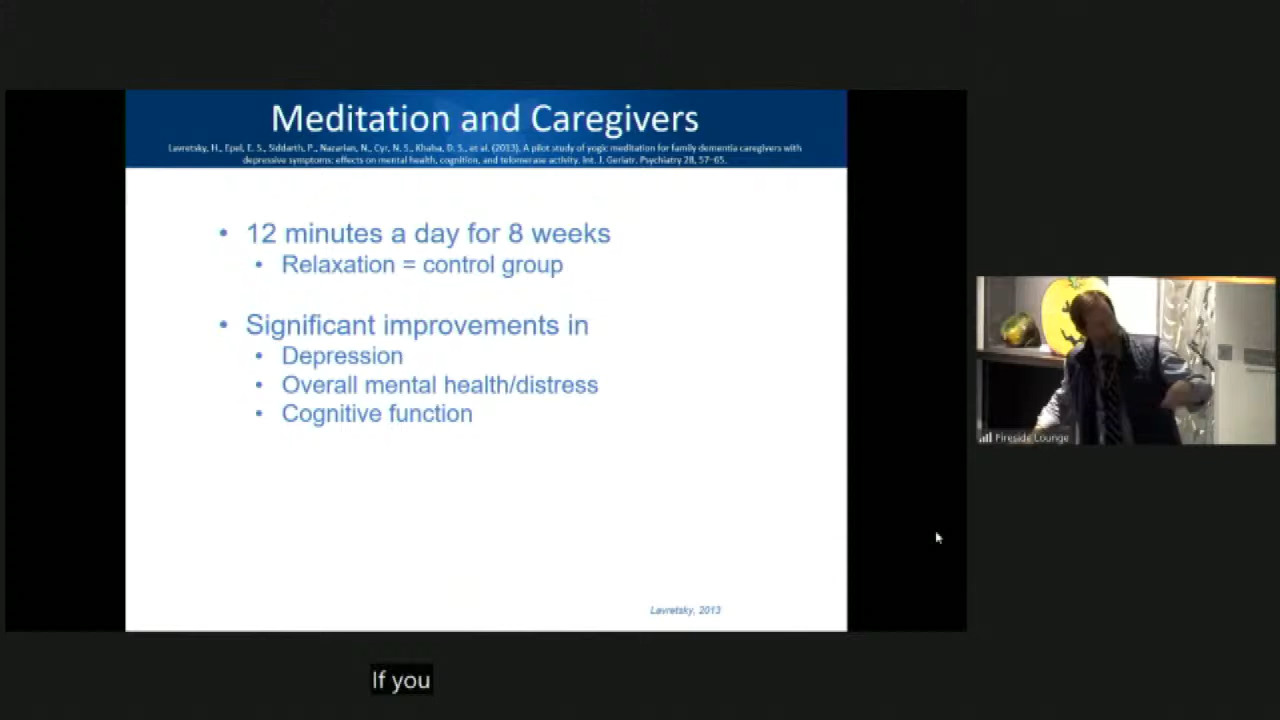 Meditation and Caregivers
Lavretsky, H., Epel, E. S., Siddarth, P., Nazarian, N., Cyr, N. S., Khalsa, D. S., et al. (2013). A pilot study of yogic meditation for family dementia caregivers with
depressive symptoms: effects on mental health, cognition, and telomerase activity. Int. J. Geriatr. Psychiatry 28, 57–65.
• 12 minutes a day for 8 weeks
• Relaxation = control group
• Significant improvements in
• Depression
• Overall mental health/distress
• Cognitive function
Lavretsky, 2013
Fireside Lounge
If you